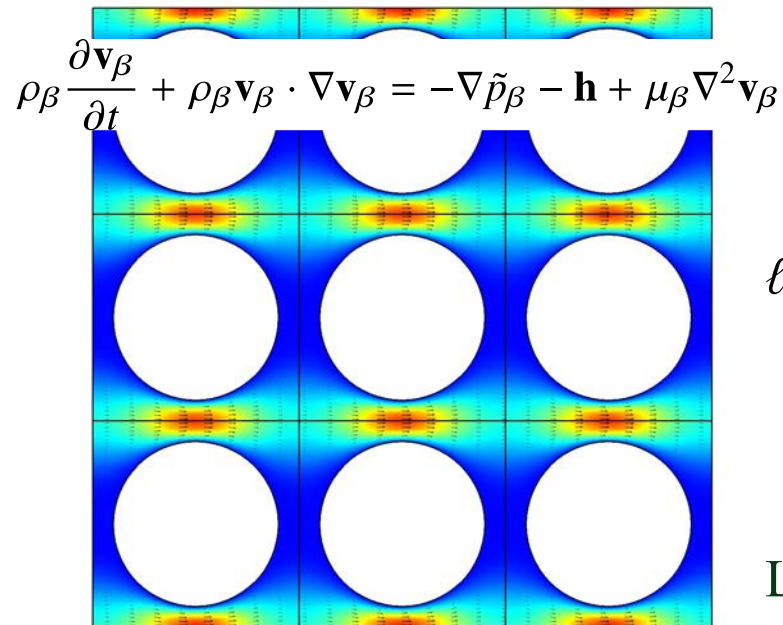 ρ_β ∂𝐯_β/∂t + ρ_β 𝐯_β · ∇𝐯_β = −∇p̃_β − 𝐡 + μ_β ∇²𝐯_β
ℓ